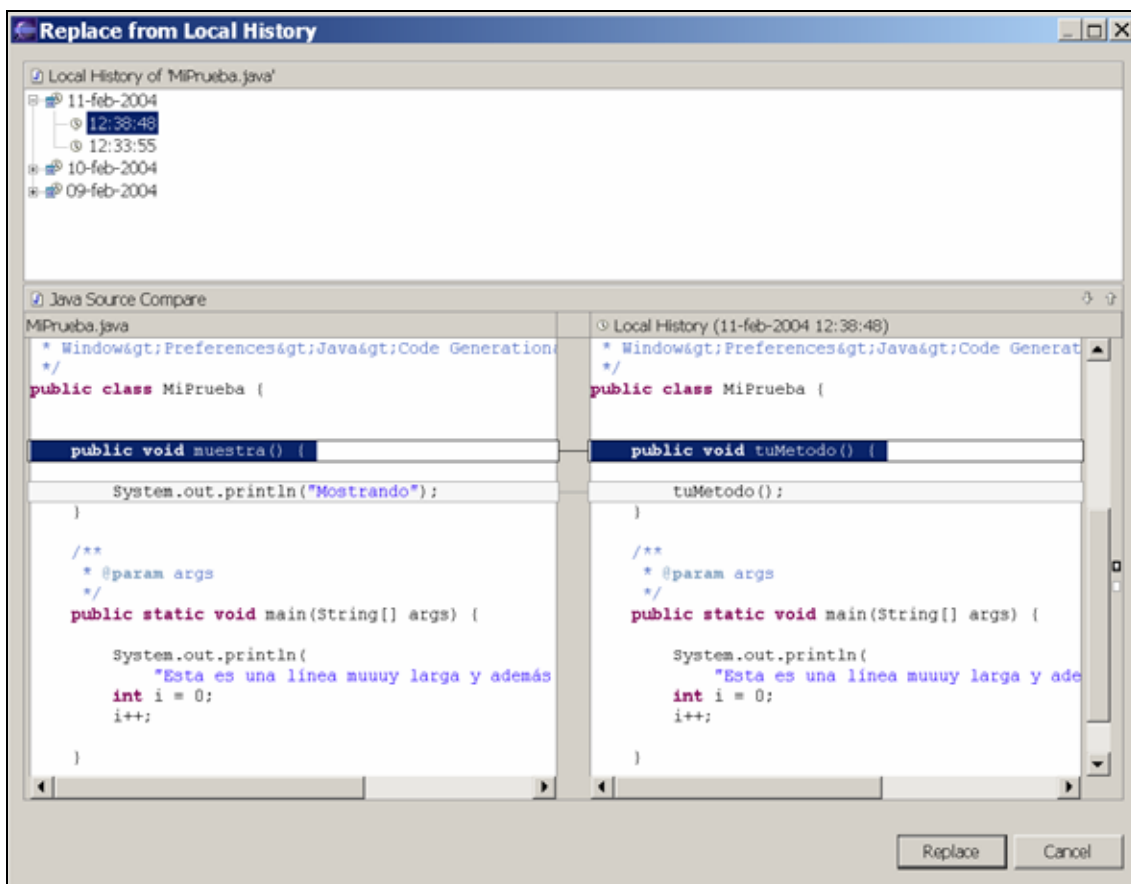 Replace from Local History
Local History of 'MiPrueba.java'
11-feb-2004
12:38:48
12:33:55
10-feb-2004
09-feb-2004
Java Source Compare
MiPrueba.java
* Window&gt;Preferences&gt;Java&gt;Code Generation
*/
public class MiPrueba {
public void muestra() {
System.out.println("Mostrando");
}
/**
* @param args
*/
public static void main(String[] args) {
System.out.println(
"Esta es una línea muuuy larga y además
int i = 0;
i++;
}
Local History (11-feb-2004 12:38:48)
* Window&gt;Preferences&gt;Java&gt;Code Generat
*/
public class MiPrueba {
public void tuMetodo() {
tuMetodo();
}
/**
* @param args
*/
public static void main(String[] args) {
System.out.println(
"Esta es una línea muuuy larga y ade
int i = 0;
i++;
}
Replace
Cancel